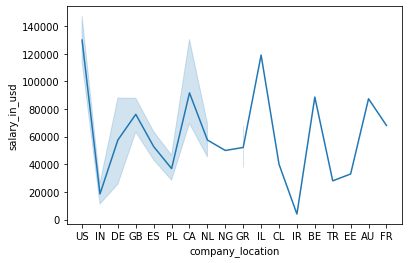 salary_in_usd
140000
120000
100000
80000
60000
40000
20000
0
US IN DE GB ES PL CA NL NG GR IL CL IR BE TR EE AU FR
company_location